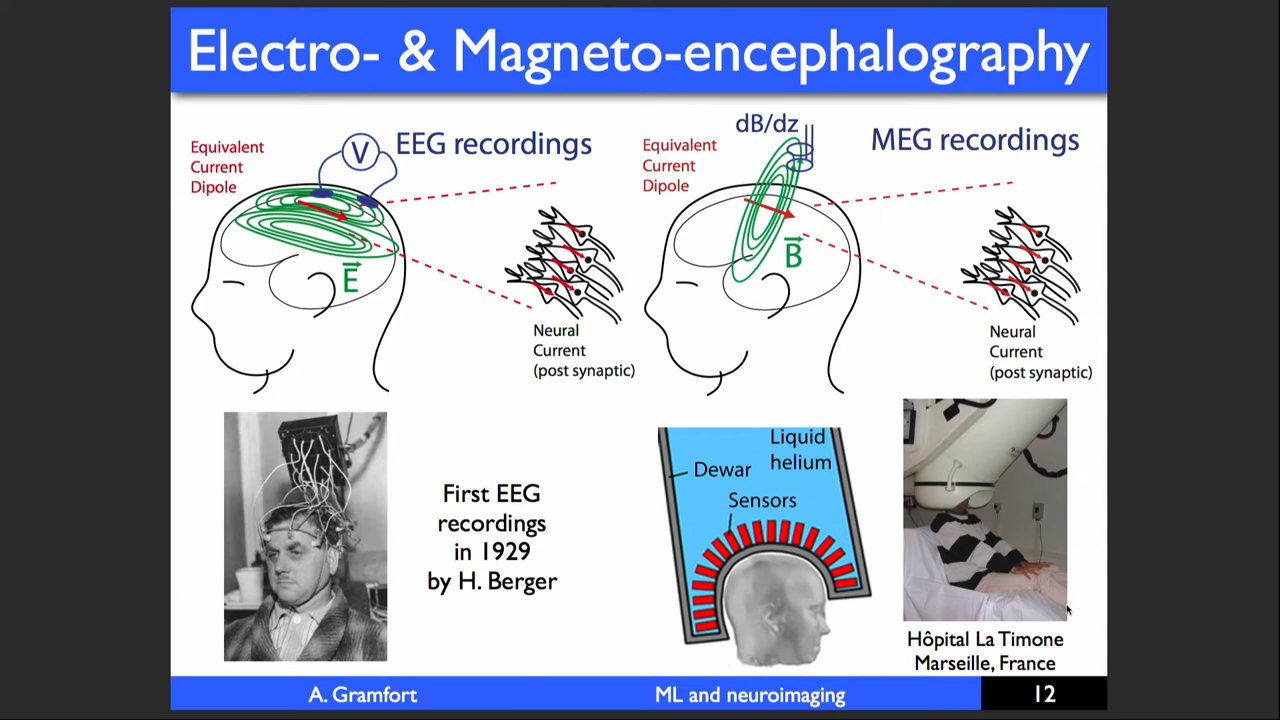 Electro- & Magneto-encephalography
Equivalent
Current
Dipole
V
EEG recordings
E
Neural
Current
(post synaptic)
Equivalent
Current
Dipole
dB/dz
MEG recordings
B
Neural
Current
(post synaptic)
First EEG
recordings
in 1929
by H. Berger
Liquid
helium
Dewar
Sensors
Hôpital La Timone
Marseille, France
A. Gramfort
ML and neuroimaging
12